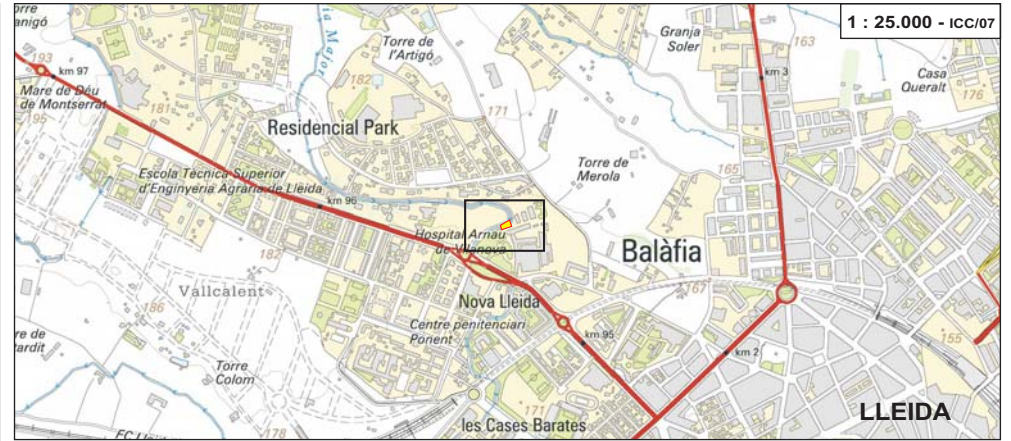 1 : 25.000 - ICC/07
Torre de
l'Artigó
Granja
Soler
163
Casa
Queralt
176
193
km 97
km 3
Mare de Déu
de Montserrat
95
181
182
171
Major
Residencial Park
Torre de
Merola
165
Escola Tècnica Superior
d'Enginyeria Agrària de Lleida
km 96
Hospital Arnau
de Vilanova
182
Balàfia
167
Vallcalent
186
Nova Lleida
Centre penitenciari
Ponent
km 95
155
km 2
Torre
Colom
171
LLEIDA
178
les Cases Barates